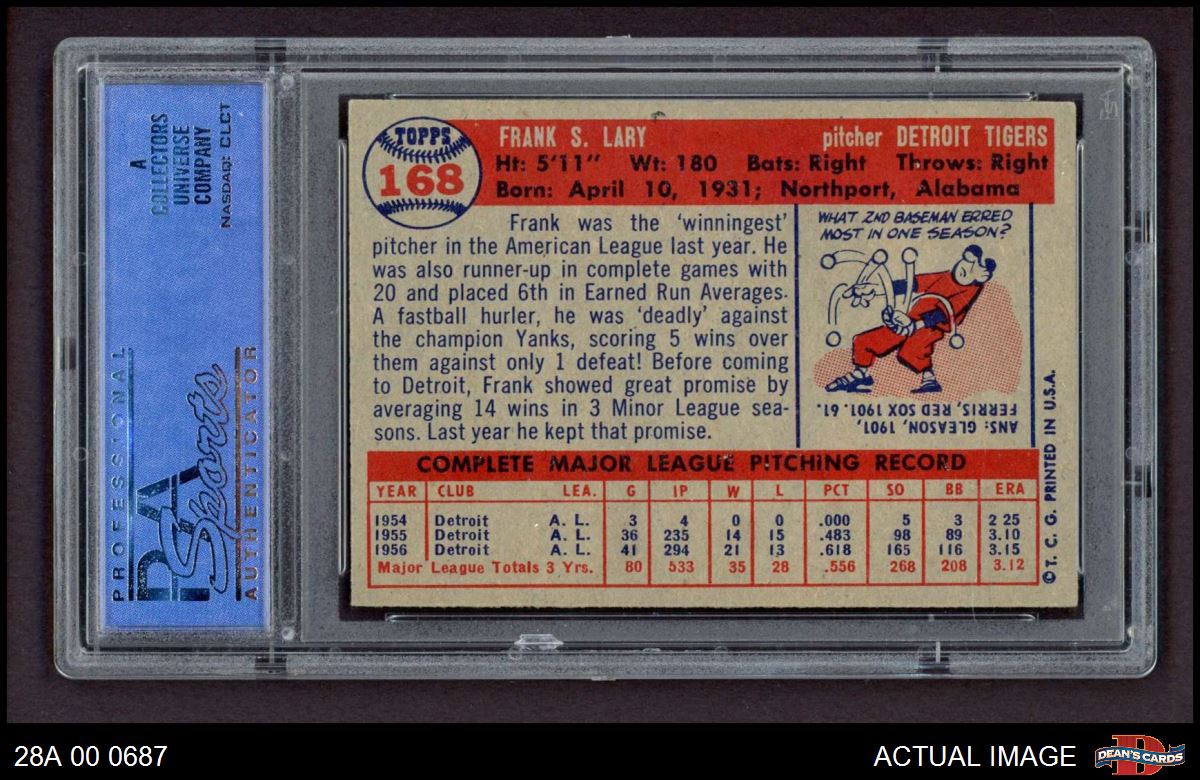 A
COLLECTORS
UNIVERSE
COMPANY
NASDAQ: CLCT
PROFESSIONAL
PSA
Sports
AUTHENTICATOR
TOPPS
168
FRANK S. LARY pitcher DETROIT TIGERS
Ht: 5'11" Wt: 180 Bats: Right Throws: Right
Born: April 10, 1931; Northport, Alabama
Frank was the 'winningest'
pitcher in the American League last year. He
was also runner-up in complete games with
20 and placed 6th in Earned Run Averages.
A fastball hurler, he was 'deadly' against
the champion Yanks, scoring 5 wins over
them against only 1 defeat! Before coming
to Detroit, Frank showed great promise by
averaging 14 wins in 3 Minor League sea-
sons. Last year he kept that promise.
WHAT 2ND BASEMAN ERRED
MOST IN ONE SEASON?
ANS: GLEASON, 1901,
FERRIS, RED SOX 1901. 61.
COMPLETE MAJOR LEAGUE PITCHING RECORD
YEAR CLUB LEA. G IP W L PCT SO BB ERA
1954 Detroit A. L. 3 4 0 0 .000 5 3 2 25
1955 Detroit A. L. 36 235 14 15 .483 98 89 3.10
1956 Detroit A. L. 41 294 21 13 .618 165 116 3.15
Major League Totals 3 Yrs. 80 533 35 28 .556 268 208 3.12
©T. C. G. PRINTED IN U.S.A.
28A 00 0687
ACTUAL IMAGE
D
DEAN'S CARDS